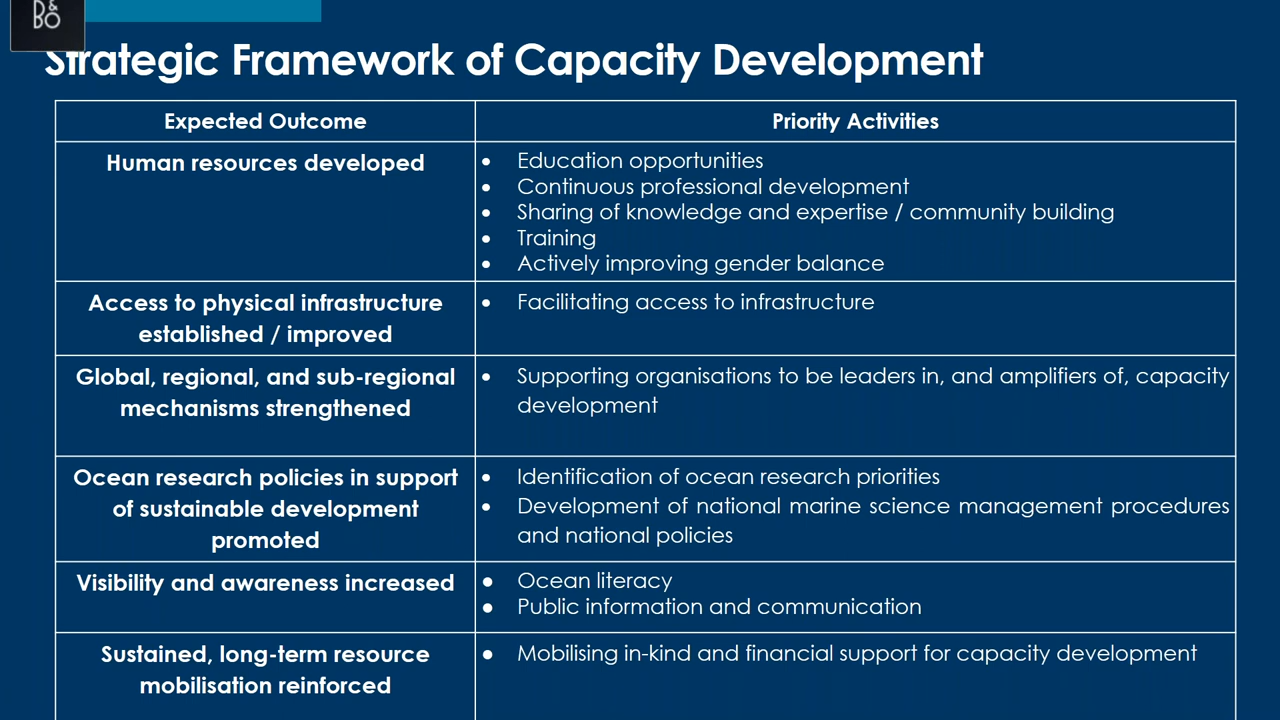 B&O
BO
Strategic Framework of Capacity Development
Expected Outcome
Priority Activities
Human resources developed
• Education opportunities
• Continuous professional development
• Sharing of knowledge and expertise / community building
• Training
• Actively improving gender balance
Access to physical infrastructure
established / improved
• Facilitating access to infrastructure
Global, regional, and sub-regional
mechanisms strengthened
• Supporting organisations to be leaders in, and amplifiers of, capacity
development
Ocean research policies in support
of sustainable development
promoted
• Identification of ocean research priorities
• Development of national marine science management procedures
and national policies
Visibility and awareness increased
• Ocean literacy
• Public information and communication
Sustained, long-term resource
mobilisation reinforced
• Mobilising in-kind and financial support for capacity development